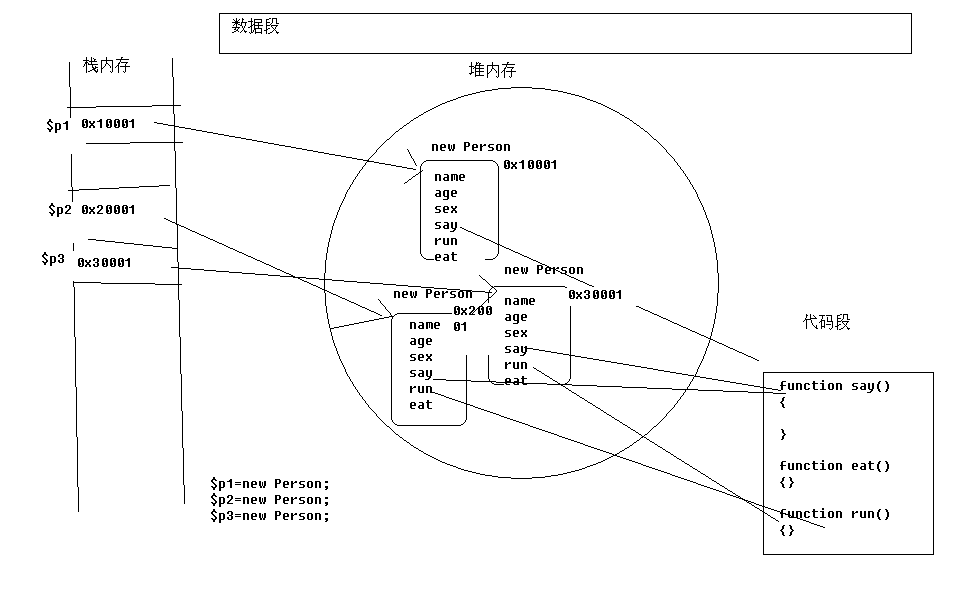 数据段
栈内存
堆内存
$p1 0x10001
new Person
0x10001
name
age
sex
say
run
eat
$p2 0x20001
$p3 0x30001
new Person
0x30001
name
age
sex
say
run
eat
new Person
0x200
01
name
age
sex
say
run
eat
代码段
function say()
{
}
function eat()
{}
function run()
{}
$p1=new Person;
$p2=new Person;
$p3=new Person;